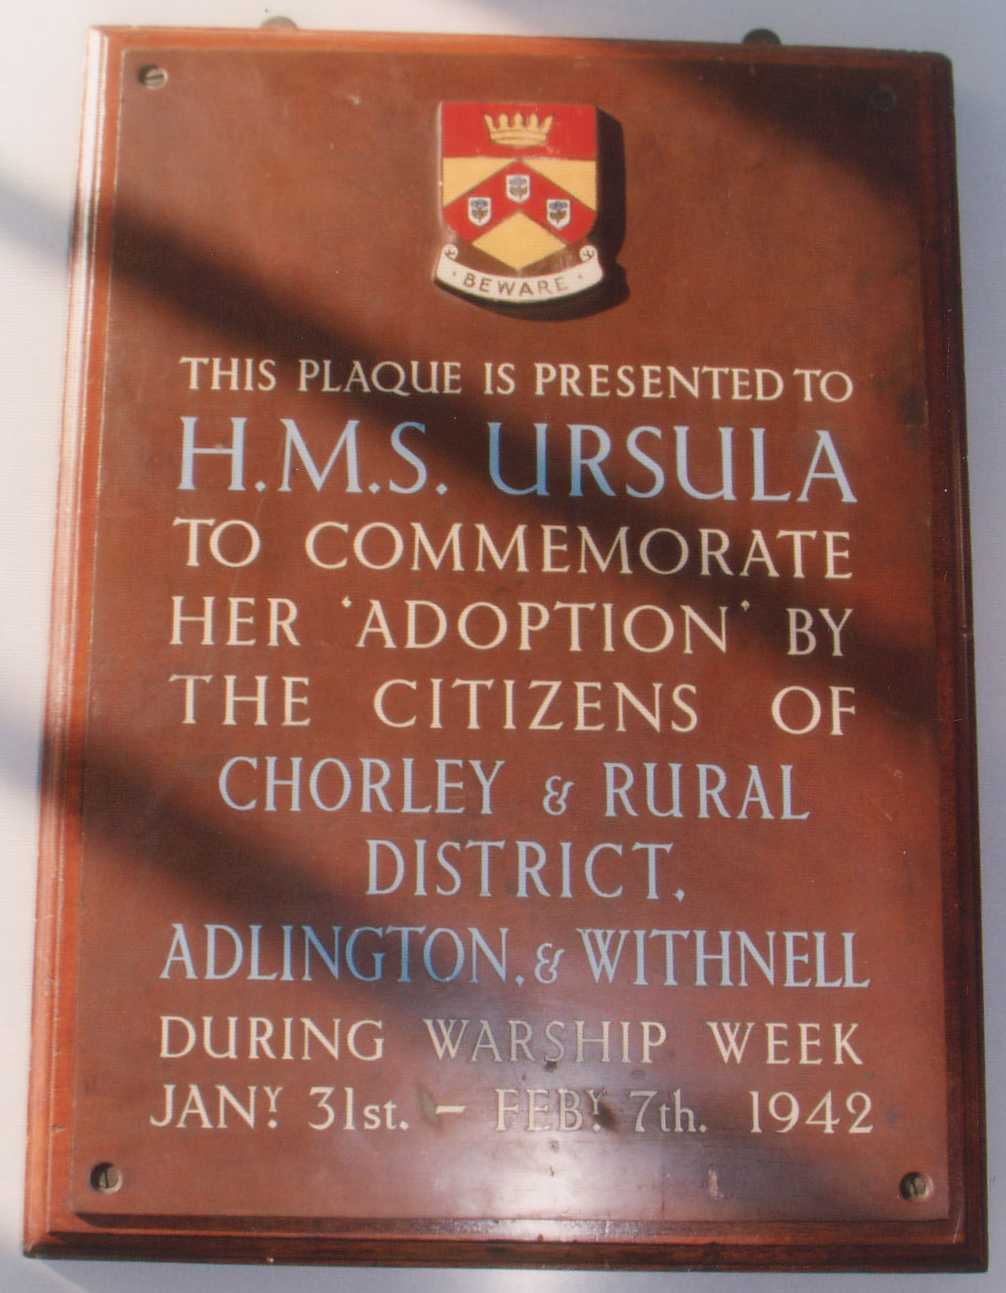 · BEWARE ·
THIS PLAQUE IS PRESENTED TO
H.M.S. URSULA
TO COMMEMORATE
HER 'ADOPTION' BY
THE CITIZENS OF
CHORLEY & RURAL
DISTRICT,
ADLINGTON, & WITHNELL
DURING WARSHIP WEEK
JANY. 31st. – FEBY. 7th. 1942